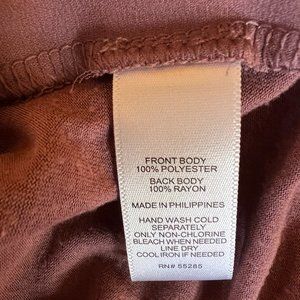 FRONT BODY
100% POLYESTER
BACK BODY
100% RAYON
MADE IN PHILIPPINES
HAND WASH COLD
SEPARATELY
ONLY NON-CHLORINE
BLEACH WHEN NEEDED
LINE DRY
COOL IRON IF NEEDED
RN# 55285